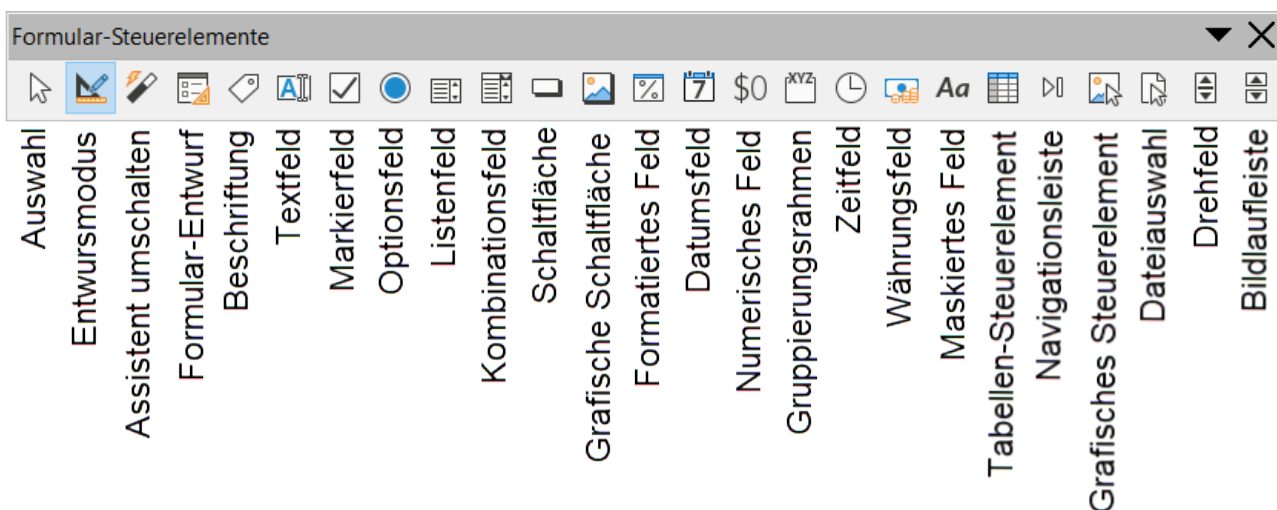 Formular-Steuerelemente
7 $0 XYZ Aa
Auswahl
Entwursmodus
Assistent umschalten
Formular-Entwurf
Beschriftung
Textfeld
Markierfeld
Optionsfeld
Listenfeld
Kombinationsfeld
Schaltfläche
Grafische Schaltfläche
Formatiertes Feld
Datumsfeld
Numerisches Feld
Gruppierungsrahmen
Zeitfeld
Währungsfeld
Maskiertes Feld
Tabellen-Steuerelement
Navigationsleiste
Grafisches Steuerelement
Dateiauswahl
Drehfeld
Bildlaufleiste